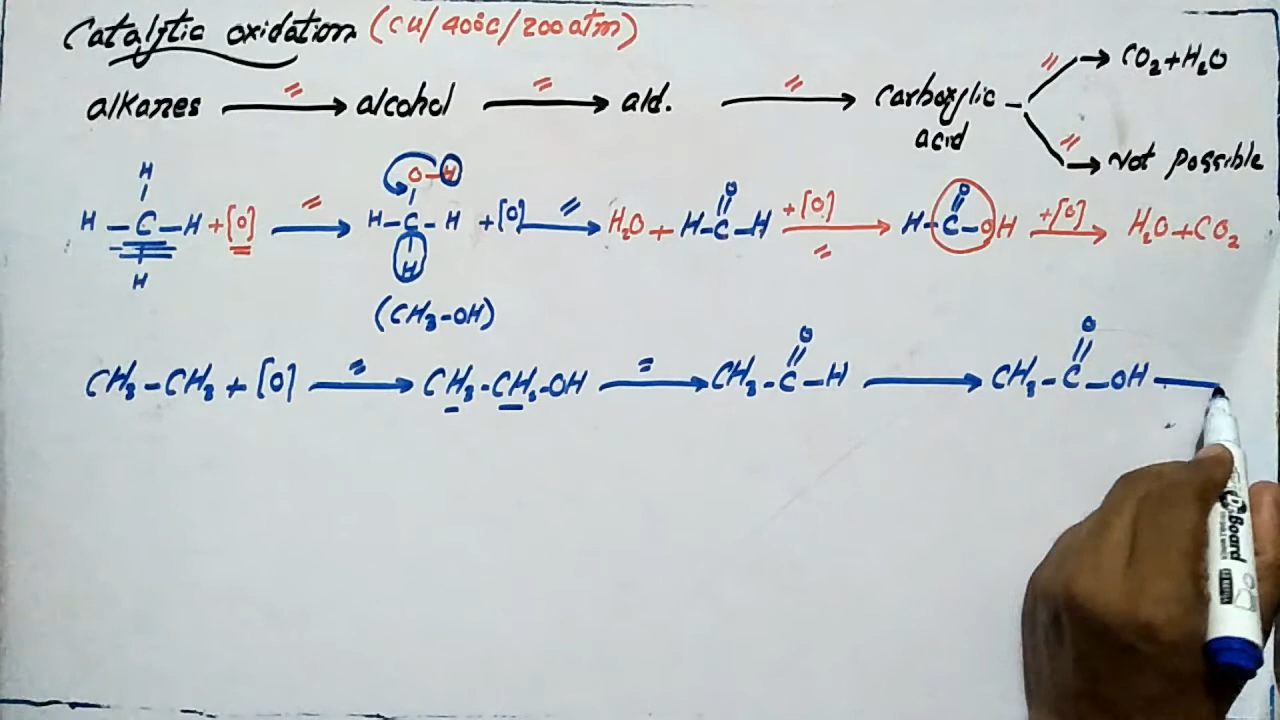 Catalytic oxidation (Cu/400c/200atm)
alkanes → alcohol → ald. → Carboxylic acid → CO2+H2O
→ Not possible
H H-C-H H +[O] → O-H H-C-H H +[O] → H2O + H-C-H O +[O] → H-C-OH O +[O] → H2O+CO2
(CH3-OH)
CH3-CH3+[O] → CH3-CH2-OH → CH3-C-H O → CH3-C-OH O
Board